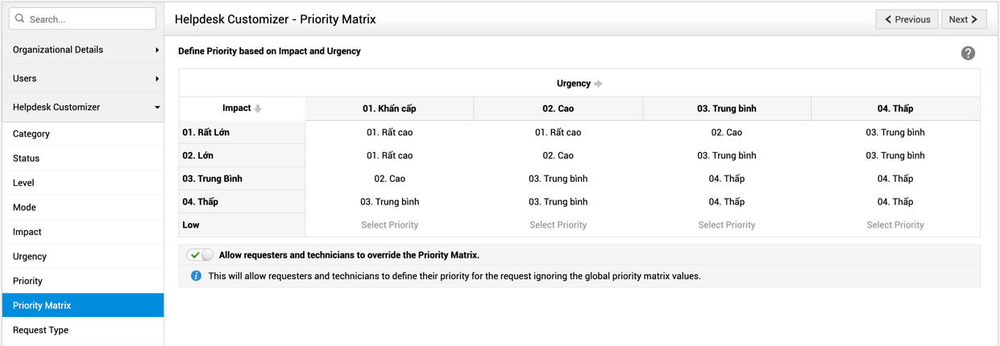 Search...
Organizational Details
Users
Helpdesk Customizer
Category
Status
Level
Mode
Impact
Urgency
Priority
Priority Matrix
Request Type
Helpdesk Customizer - Priority Matrix
Previous
Next
Define Priority based on Impact and Urgency
?
Urgency
Impact 01. Khẩn cấp 02. Cao 03. Trung bình 04. Thấp
01. Rất Lớn 01. Rất cao 01. Rất cao 02. Cao 03. Trung bình
02. Lớn 01. Rất cao 02. Cao 03. Trung bình 03. Trung bình
03. Trung Bình 02. Cao 03. Trung bình 04. Thấp 04. Thấp
04. Thấp 03. Trung bình 03. Trung bình 04. Thấp 04. Thấp
Low Select Priority Select Priority Select Priority Select Priority
Allow requesters and technicians to override the Priority Matrix.
This will allow requesters and technicians to define their priority for the request ignoring the global priority matrix values.